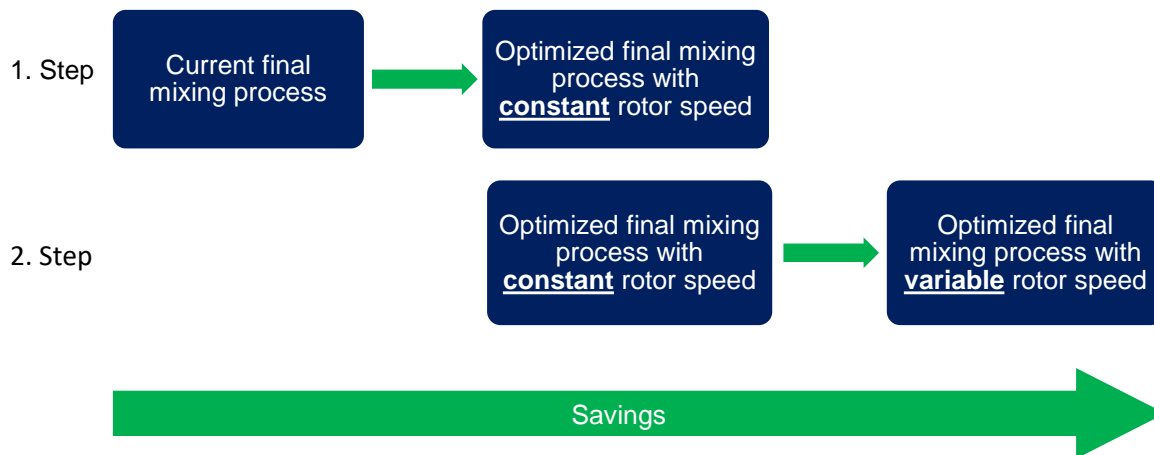 1. Step
Current final
mixing process
Optimized final mixing
process with
constant rotor speed
2. Step
Optimized final mixing
process with
constant rotor speed
Optimized final
mixing process with
variable rotor speed
Savings